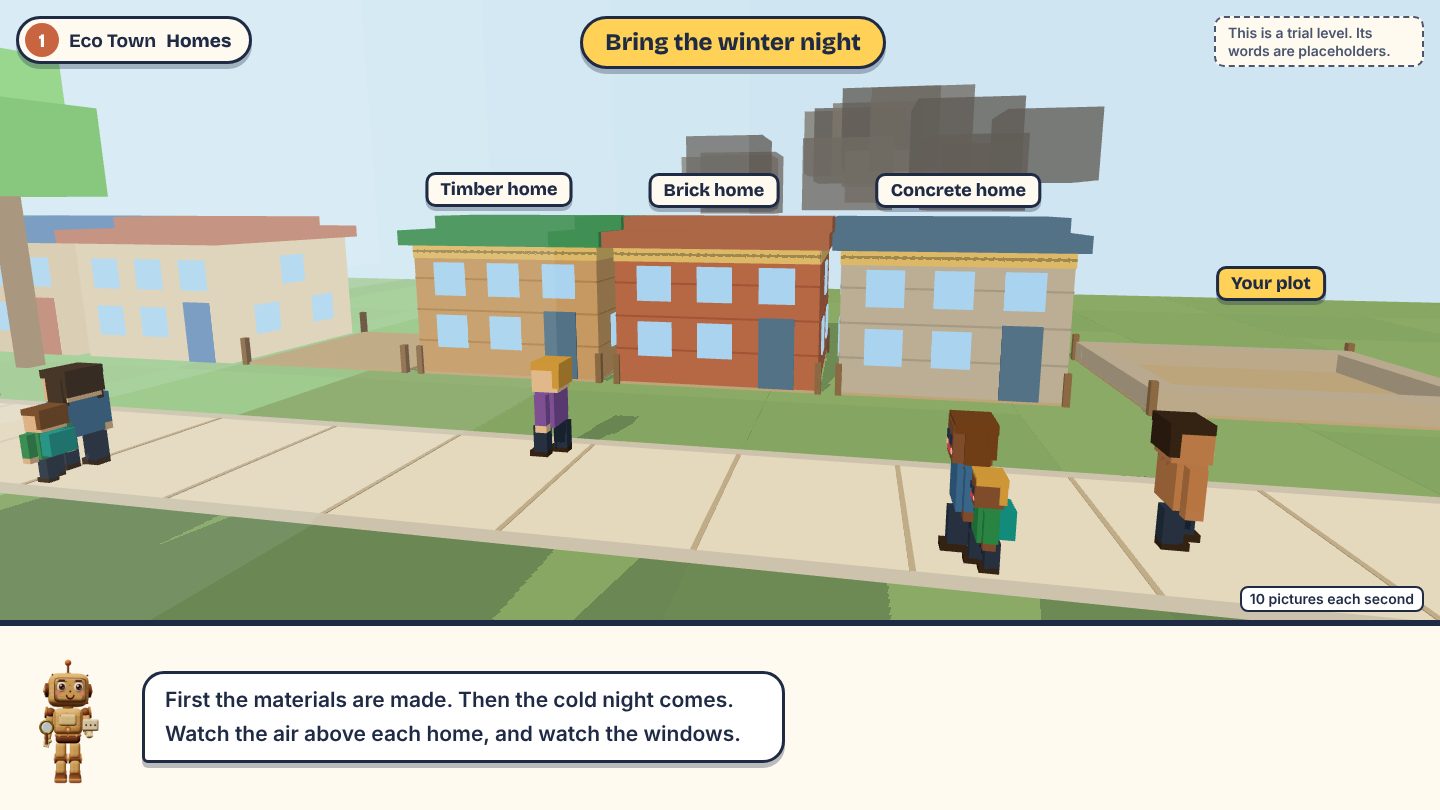 1 Eco Town Homes
Bring the winter night
This is a trial level. Its
words are placeholders.
Timber home
Brick home
Concrete home
Your plot
10 pictures each second
First the materials are made. Then the cold night comes.
Watch the air above each home, and watch the windows.